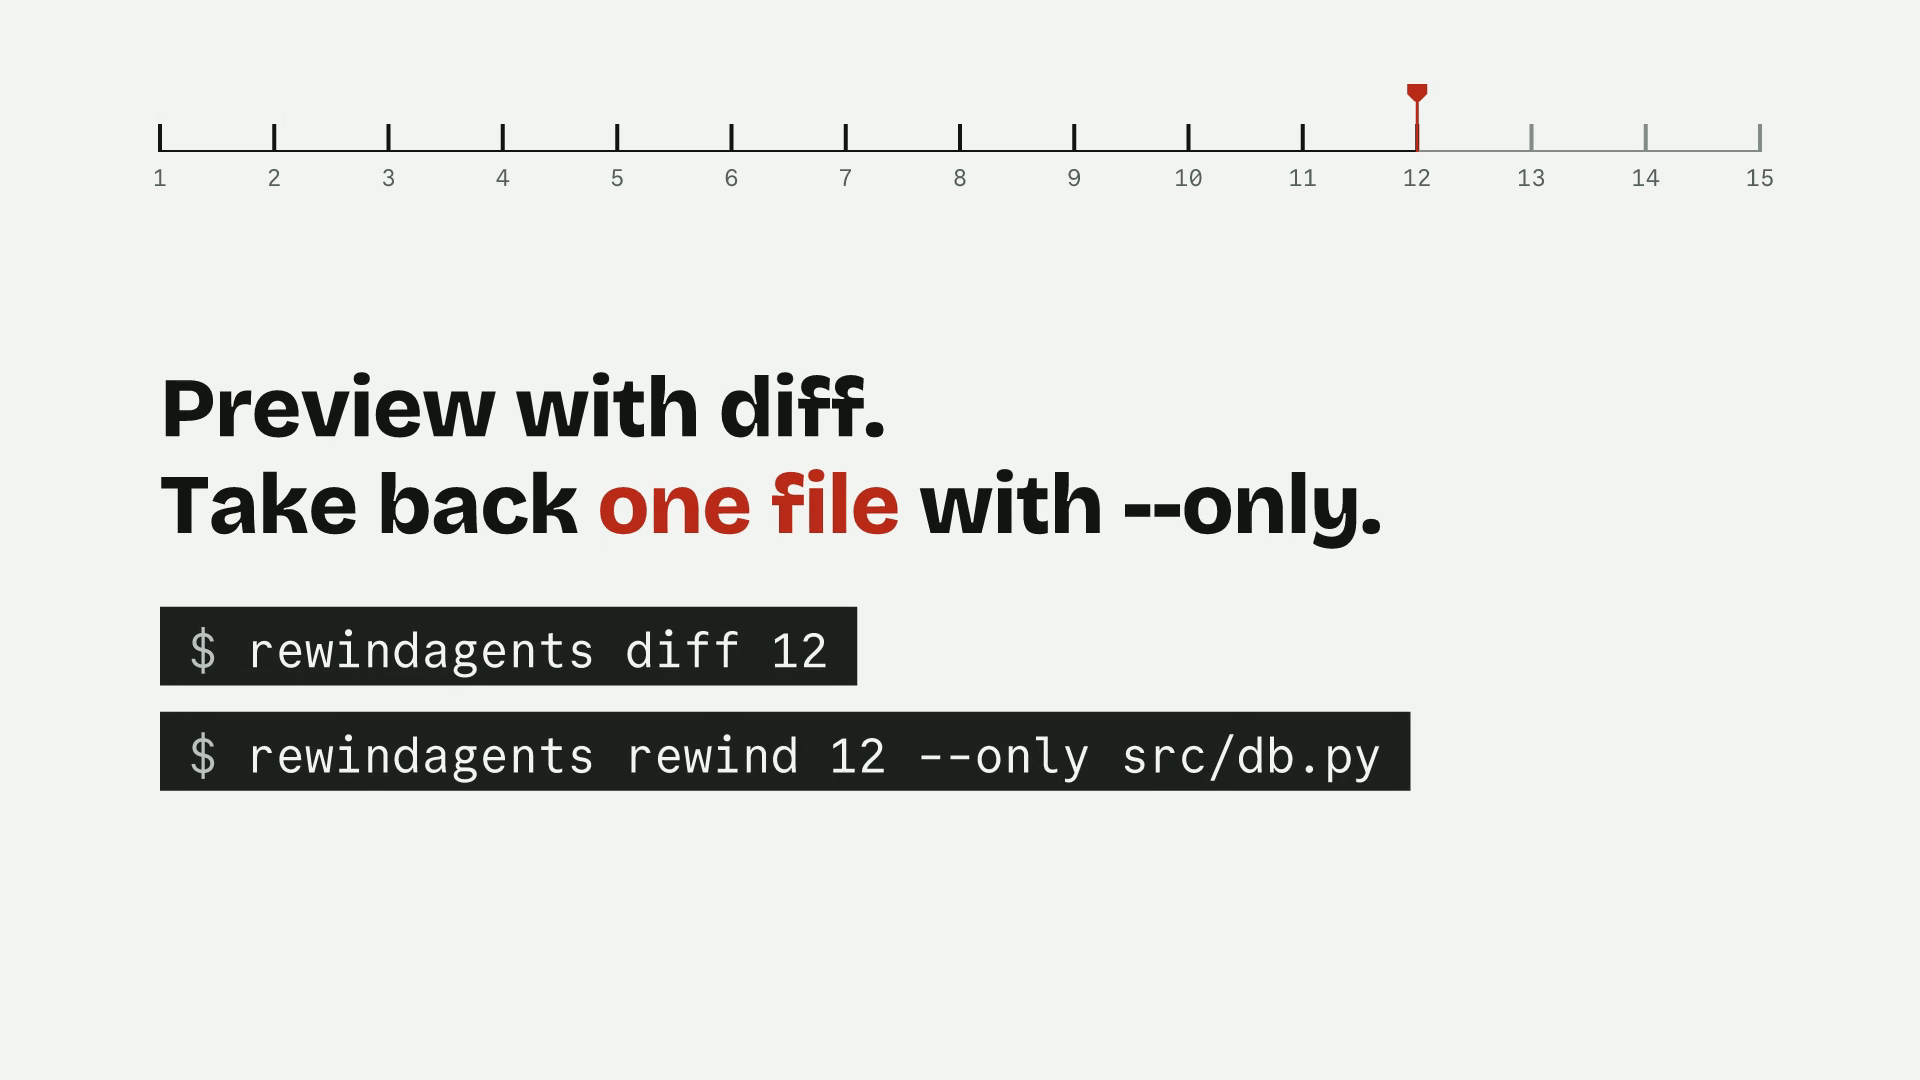 1 2 3 4 5 6 7 8 9 10 11 12 13 14 15
Preview with diff.
Take back one file with --only.
$ rewindagents diff 12
$ rewindagents rewind 12 --only src/db.py